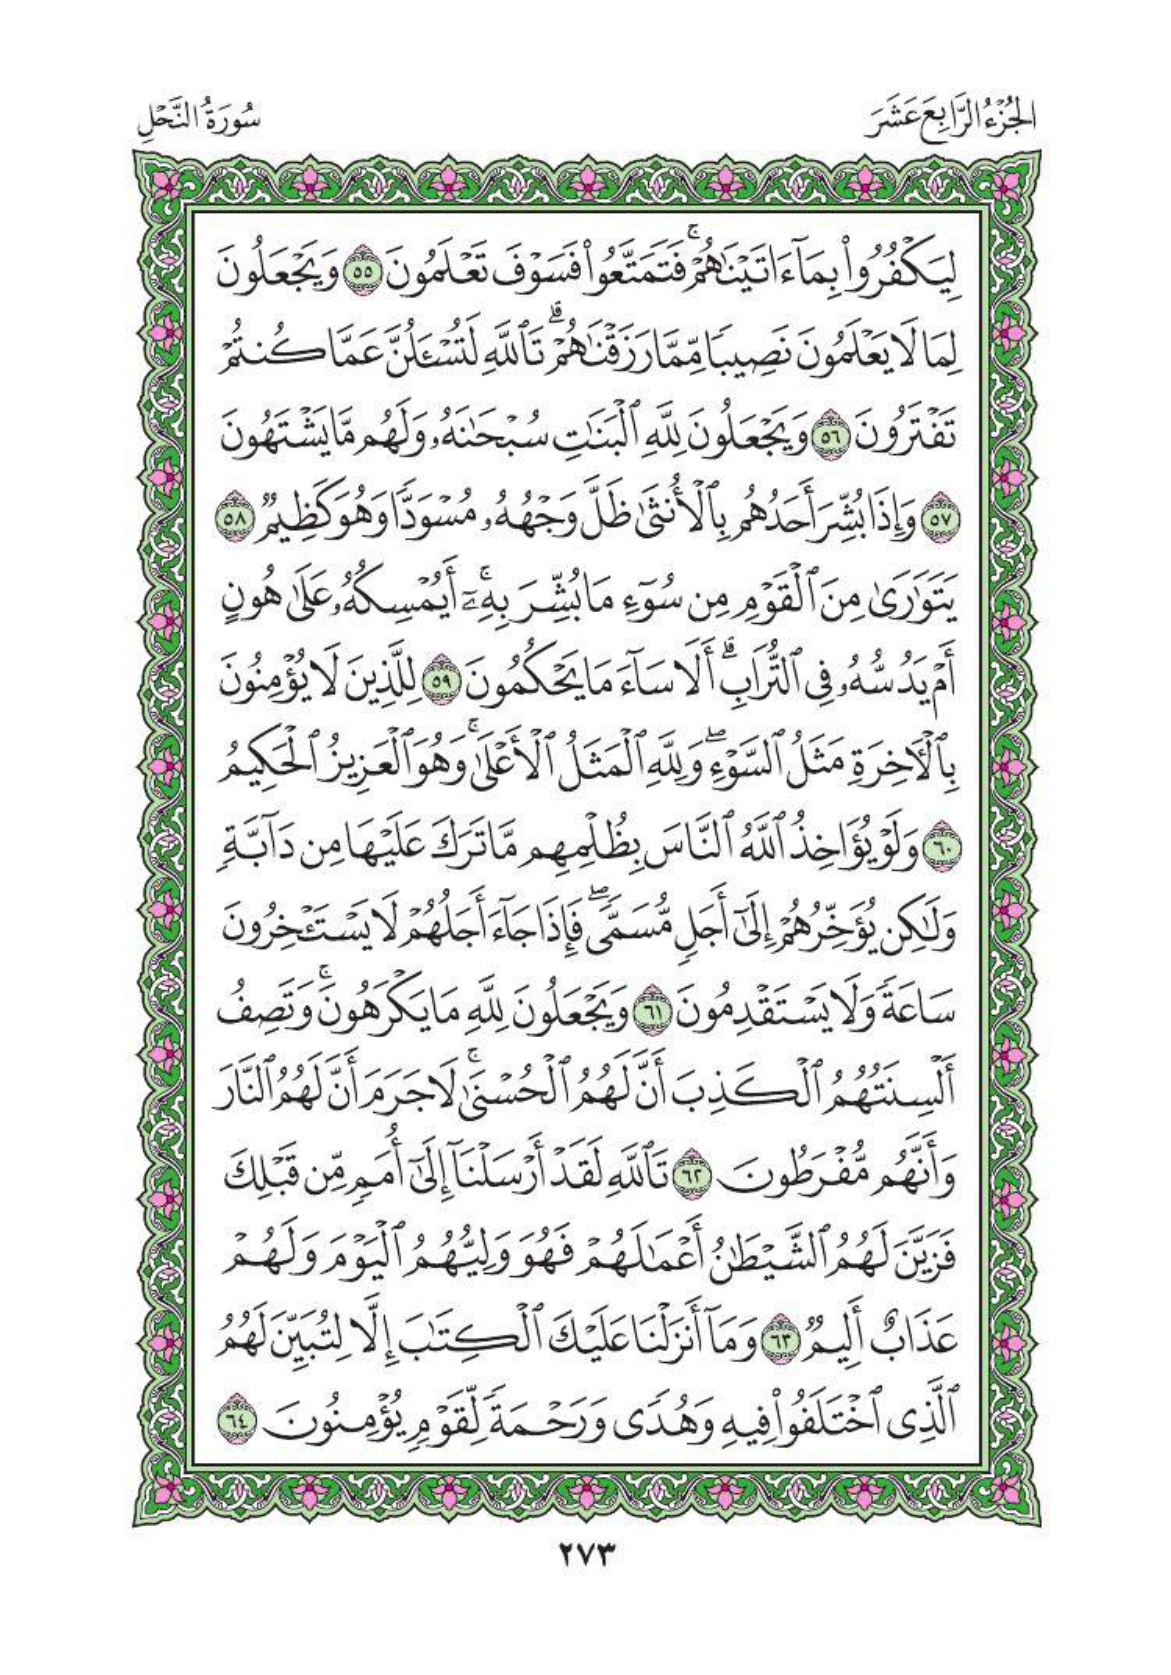 الجُزْءُ الرَّابِعَ عَشَرَ
سُورَةُ النَّحْلِ
لِيَكْفُرُوا۟ بِمَآ ءَاتَيْنَٰهُمْ ۚ فَتَمَتَّعُوا۟ فَسَوْفَ تَعْلَمُونَ ٥٥ وَيَجْعَلُونَ
لِمَا لَا يَعْلَمُونَ نَصِيبًا مِّمَّا رَزَقْنَٰهُمْ ۗ تَٱللَّهِ لَتُسْـَٔلُنَّ عَمَّا كُنتُمْ
تَفْتَرُونَ ٥٦ وَيَجْعَلُونَ لِلَّهِ ٱلْبَنَٰتِ سُبْحَٰنَهُۥ وَلَهُم مَّا يَشْتَهُونَ
٥٧ وَإِذَا بُشِّرَ أَحَدُهُم بِٱلْأُنثَىٰ ظَلَّ وَجْهُهُۥ مُسْوَدًّا وَهُوَ كَظِيمٌ ٥٨
يَتَوَٰرَىٰ مِنَ ٱلْقَوْمِ مِن سُوٓءِ مَا بُشِّرَ بِهِۦٓ ۚ أَيُمْسِكُهُۥ عَلَىٰ هُونٍ
أَمْ يَدُسُّهُۥ فِى ٱلتُّرَابِ ۗ أَلَا سَآءَ مَا يَحْكُمُونَ ٥٩ لِلَّذِينَ لَا يُؤْمِنُونَ
بِٱلْـَٔاخِرَةِ مَثَلُ ٱلسَّوْءِ ۖ وَلِلَّهِ ٱلْمَثَلُ ٱلْأَعْلَىٰ ۚ وَهُوَ ٱلْعَزِيزُ ٱلْحَكِيمُ
٦٠ وَلَوْ يُؤَاخِذُ ٱللَّهُ ٱلنَّاسَ بِظُلْمِهِم مَّا تَرَكَ عَلَيْهَا مِن دَآبَّةٍ
وَلَٰكِن يُؤَخِّرُهُمْ إِلَىٰٓ أَجَلٍ مُّسَمًّى ۖ فَإِذَا جَآءَ أَجَلُهُمْ لَا يَسْتَـْٔخِرُونَ
سَاعَةً وَلَا يَسْتَقْدِمُونَ ٦١ وَيَجْعَلُونَ لِلَّهِ مَا يَكْرَهُونَ ۚ وَتَصِفُ
أَلْسِنَتُهُمُ ٱلْكَذِبَ أَنَّ لَهُمُ ٱلْحُسْنَىٰ ۚ لَا جَرَمَ أَنَّ لَهُمُ ٱلنَّارَ
وَأَنَّهُم مُّفْرَطُونَ ٦٢ تَٱللَّهِ لَقَدْ أَرْسَلْنَآ إِلَىٰٓ أُمَمٍ مِّن قَبْلِكَ
فَزَيَّنَ لَهُمُ ٱلشَّيْطَٰنُ أَعْمَٰلَهُمْ فَهُوَ وَلِيُّهُمُ ٱلْيَوْمَ وَلَهُمْ
عَذَابٌ أَلِيمٌ ٦٣ وَمَآ أَنزَلْنَا عَلَيْكَ ٱلْكِتَٰبَ إِلَّا لِتُبَيِّنَ لَهُمُ
ٱلَّذِى ٱخْتَلَفُوا۟ فِيهِ وَهُدًى وَرَحْمَةً لِّقَوْمٍ يُؤْمِنُونَ ٦٤
٢٧٣